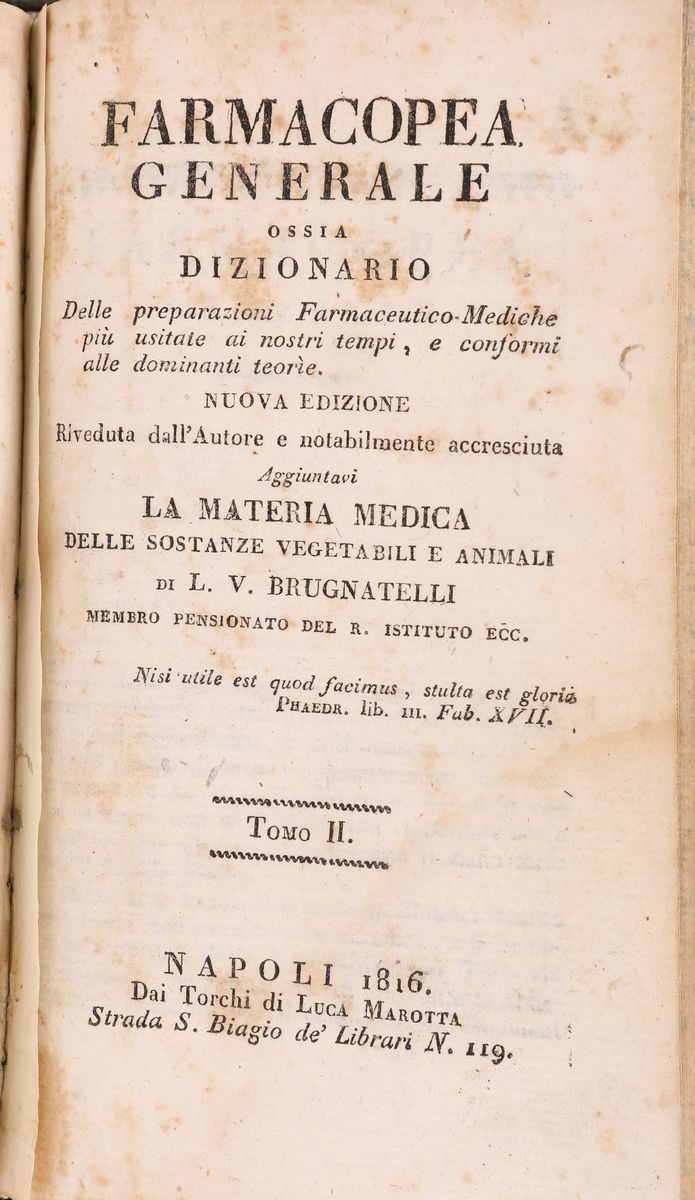 FARMACOPEA
GENERALE
OSSIA
DIZIONARIO
Delle preparazioni Farmaceutico-Mediche
più usitate ai nostri tempi, e conformi
alle dominanti teorìe.
NUOVA EDIZIONE
Riveduta dall'Autore e notabilmente accresciuta
Aggiuntavi
LA MATERIA MEDICA
DELLE SOSTANZE VEGETABILI E ANIMALI
DI L. V. BRUGNATELLI
MEMBRO PENSIONATO DEL R. ISTITUTO ECC.
Nisi utile est quod facimus, stulta est gloria
PHAEDR. lib. III. Fab. XVII.
TOMO II.
NAPOLI 1816.
Dai Torchi di LUCA MAROTTA
Strada S. Biagio de' Librari N. 119.